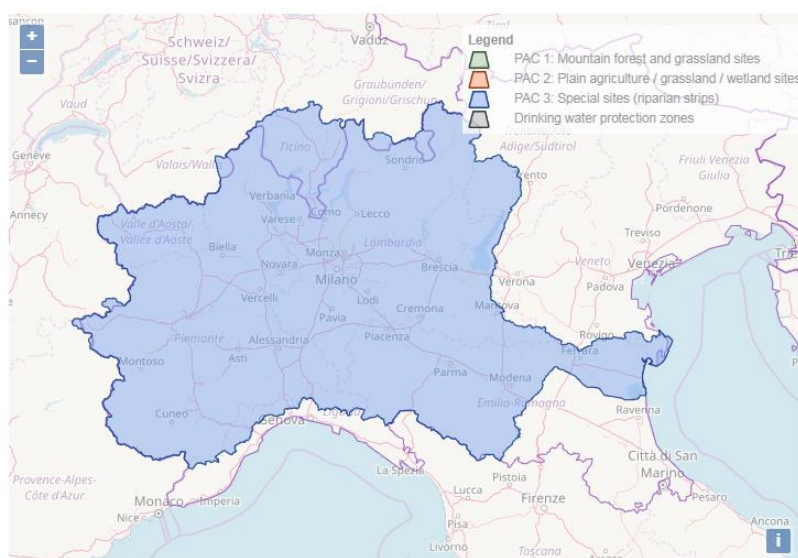 Vaduz
Schweiz/
Suisse/Svizzera/
Svizra
Legend
PAC 1: Mountain forest and grassland sites
PAC 2: Plain agriculture / grassland / wetland sites
PAC 3: Special sites (riparian strips)
Drinking water protection zones
+
−
Graubünden/
Grigioni/Grischun
Vaud
Genève
Valais/Wallis
Ticino
Sondrio
Adige/Südtirol
Trento
Friuli Venezia
Giulia
Annecy
Verbania
Como
Lecco
Varese
Pordenone
Valle d'Aosta/
Vallée d'Aoste
Biella
Monza
Lombardia
Treviso
Novara
Milano
Brescia
Veneto
Venezia
Verona
Padova
Vercelli
Lodi
Pavia
Cremona
Mantova
Piacenza
Rovigo
Piemonte
Alessandria
Asti
Montoso
Ferrara
Parma
Modena
Emilia-Romagna
Cuneo
Genova
Ravenna
La Spezia
Città di San
Marino
Provence-Alpes-
Côte d'Azur
Monaco
Imperia
Nice
Lucca
Pistoia
Firenze
Pesaro
Pisa
Livorno
Toscana
Ancona
i